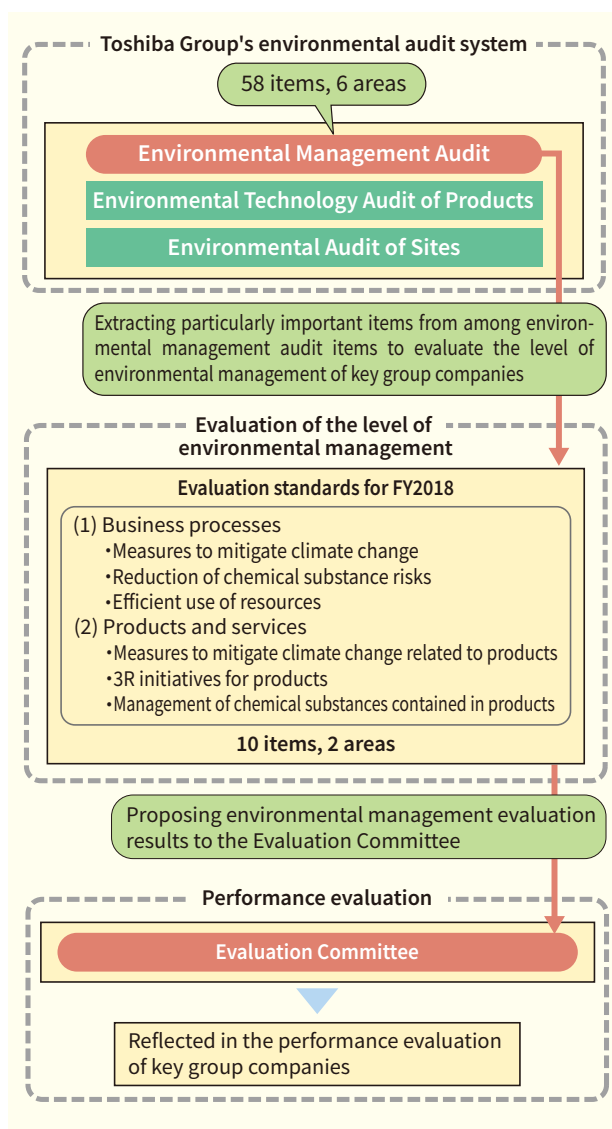 Toshiba Group's environmental audit system
58 items, 6 areas
Environmental Management Audit
Environmental Technology Audit of Products
Environmental Audit of Sites
Extracting particularly important items from among environ-
mental management audit items to evaluate the level of
environmental management of key group companies
Evaluation of the level of
environmental management
Evaluation standards for FY2018
(1) Business processes
・Measures to mitigate climate change
・Reduction of chemical substance risks
・Efficient use of resources
(2) Products and services
・Measures to mitigate climate change related to products
・3R initiatives for products
・Management of chemical substances contained in products
10 items, 2 areas
Proposing environmental management evaluation
results to the Evaluation Committee
Performance evaluation
Evaluation Committee
Reflected in the performance evaluation
of key group companies